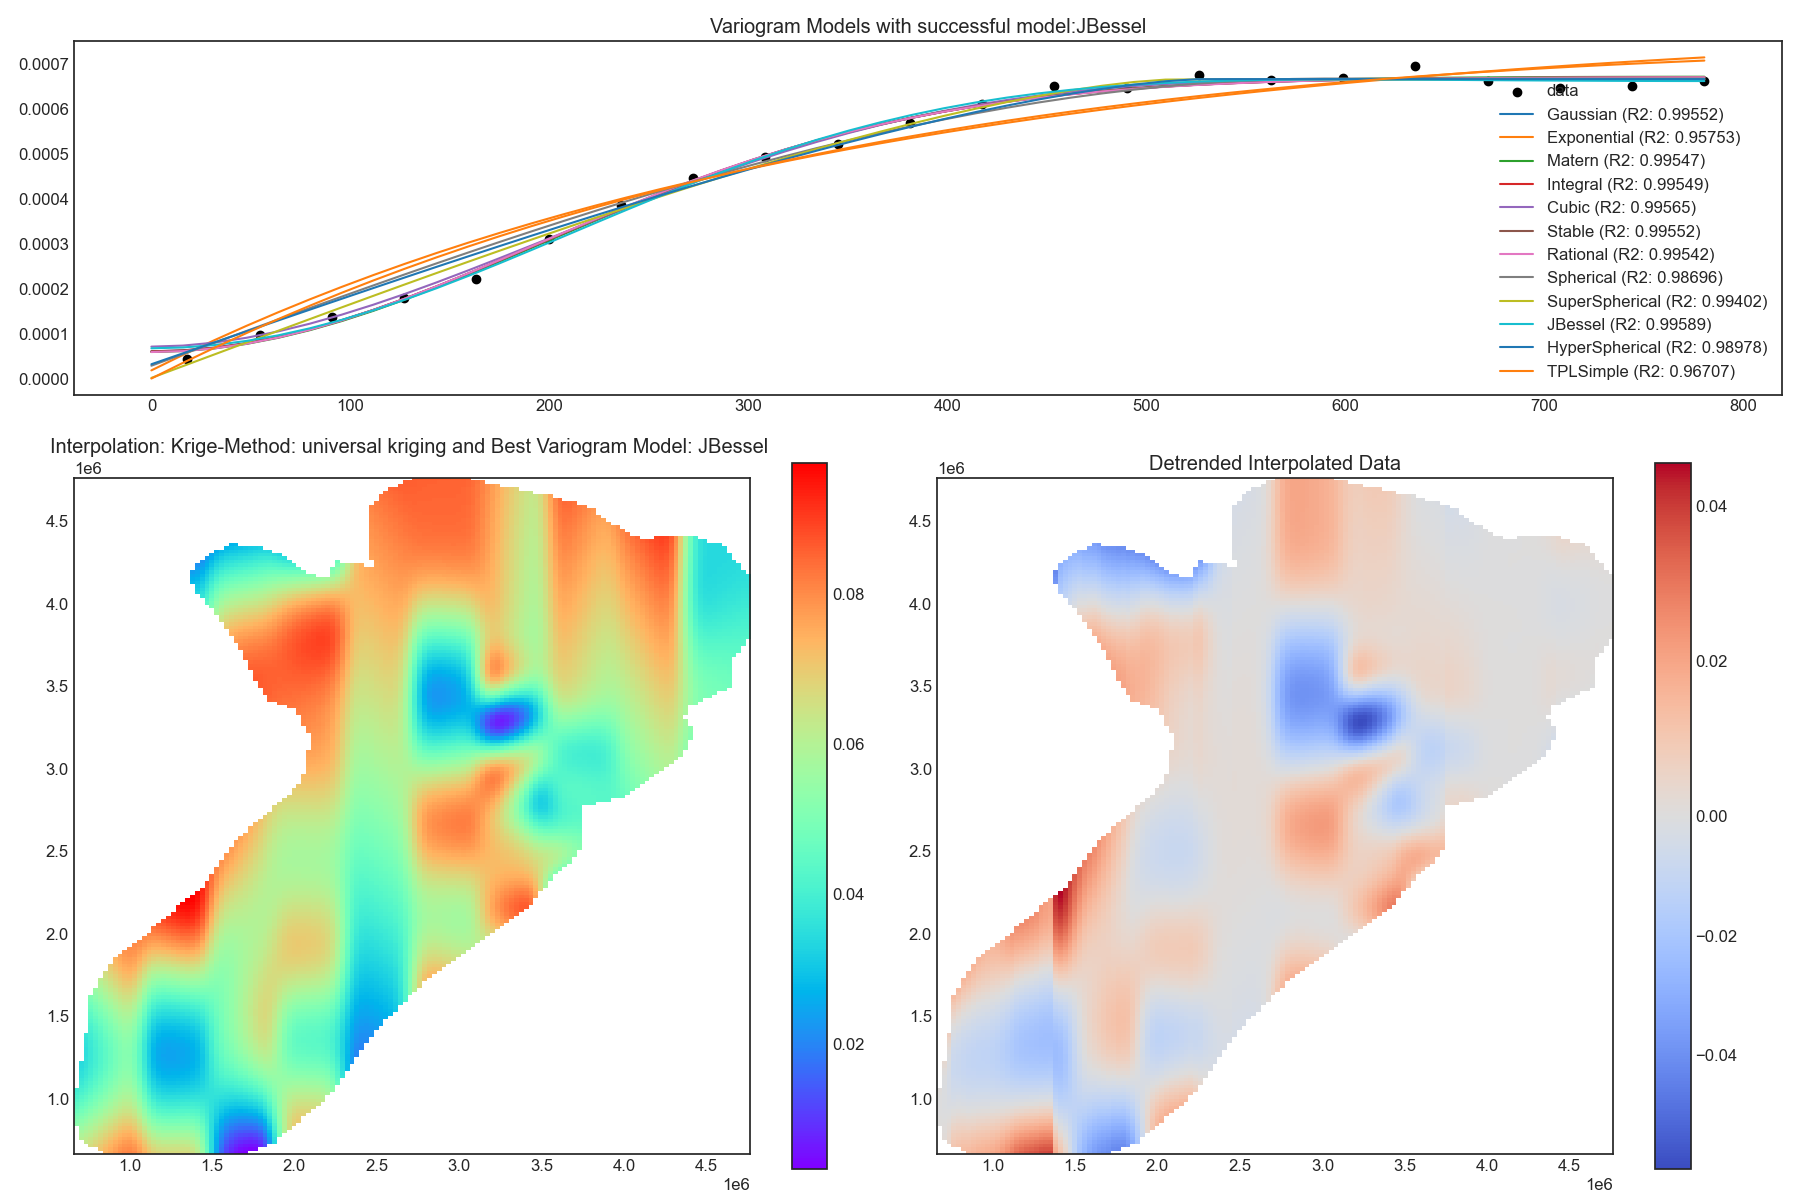 Variogram Models with successful model:JBessel
0.0007
0.0006
0.0005
0.0004
0.0003
0.0002
0.0001
0.0000
data
Gaussian (R2: 0.99552)
Exponential (R2: 0.95753)
Matern (R2: 0.99547)
Integral (R2: 0.99549)
Cubic (R2: 0.99565)
Stable (R2: 0.99552)
Rational (R2: 0.99542)
Spherical (R2: 0.98696)
SuperSpherical (R2: 0.99402)
JBessel (R2: 0.99589)
HyperSpherical (R2: 0.98978)
TPLSimple (R2: 0.96707)
0 100 200 300 400 500 600 700 800
Interpolation: Krige-Method: universal kriging and Best Variogram Model: JBessel
1e6
4.5
4.0
3.5
3.0
2.5
2.0
1.5
1.0
1.0 1.5 2.0 2.5 3.0 3.5 4.0 4.5
1e6
0.08
0.06
0.04
0.02
Detrended Interpolated Data
1e6
4.5
4.0
3.5
3.0
2.5
2.0
1.5
1.0
1.0 1.5 2.0 2.5 3.0 3.5 4.0 4.5
1e6
0.04
0.02
0.00
−0.02
−0.04